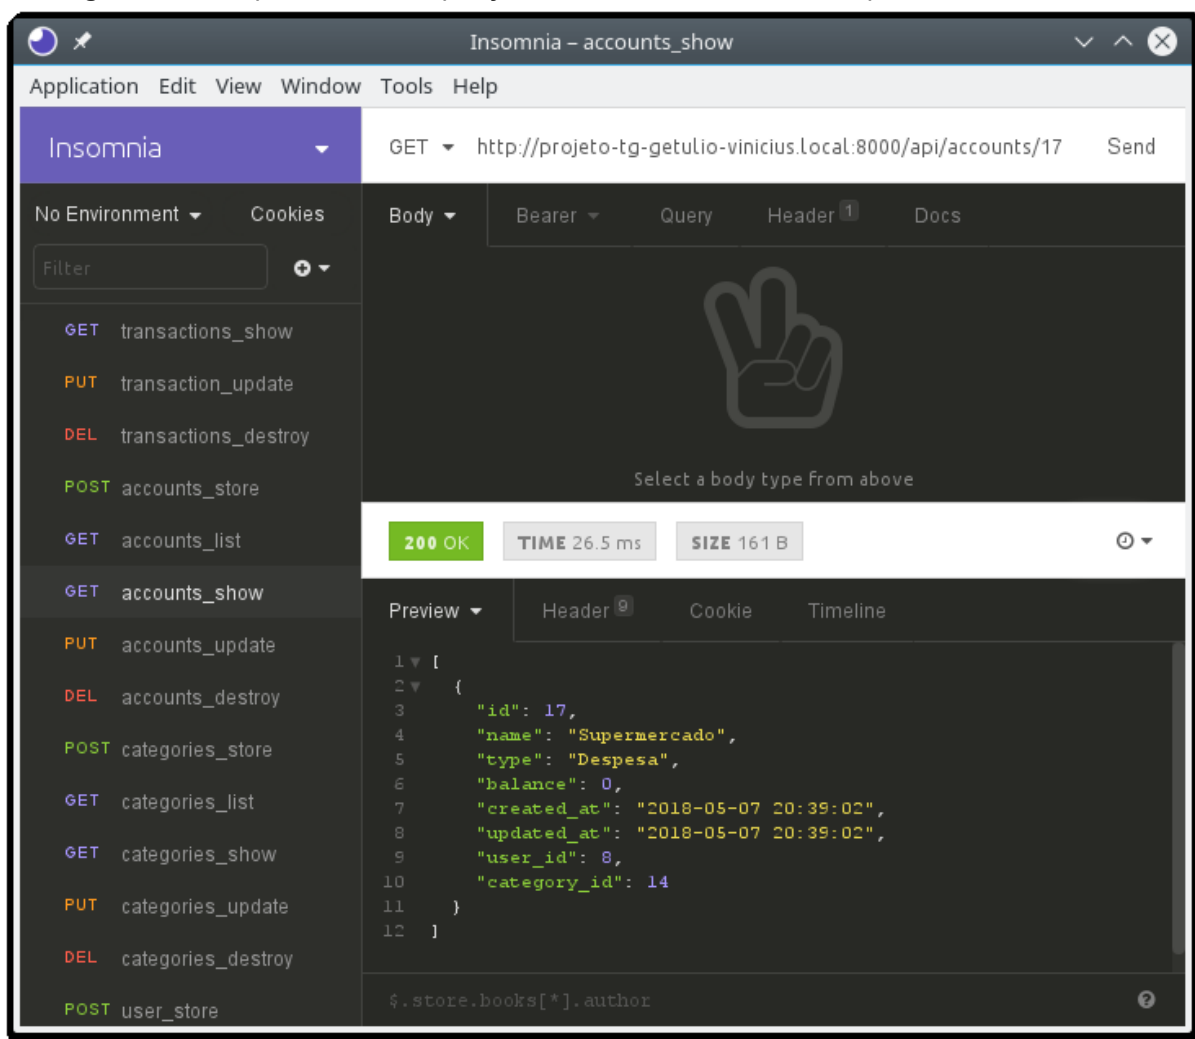 Insomnia – accounts_show
Application Edit View Window Tools Help
Insomnia
GET http://projeto-tg-getulio-vinicius.local:8000/api/accounts/17 Send
No Environment Cookies
Filter
Body Bearer Query Header 1 Docs
GET transactions_show
PUT transaction_update
DEL transactions_destroy
POST accounts_store
GET accounts_list
GET accounts_show
PUT accounts_update
DEL accounts_destroy
POST categories_store
GET categories_list
GET categories_show
PUT categories_update
DEL categories_destroy
POST user_store
Select a body type from above
200 OK TIME 26.5 ms SIZE 161 B
Preview Header 9 Cookie Timeline
1 [
2 {
3 "id": 17,
4 "name": "Supermercado",
5 "type": "Despesa",
6 "balance": 0,
7 "created_at": "2018-05-07 20:39:02",
8 "updated_at": "2018-05-07 20:39:02",
9 "user_id": 8,
10 "category_id": 14
11 }
12 ]
$.store.books[*].author